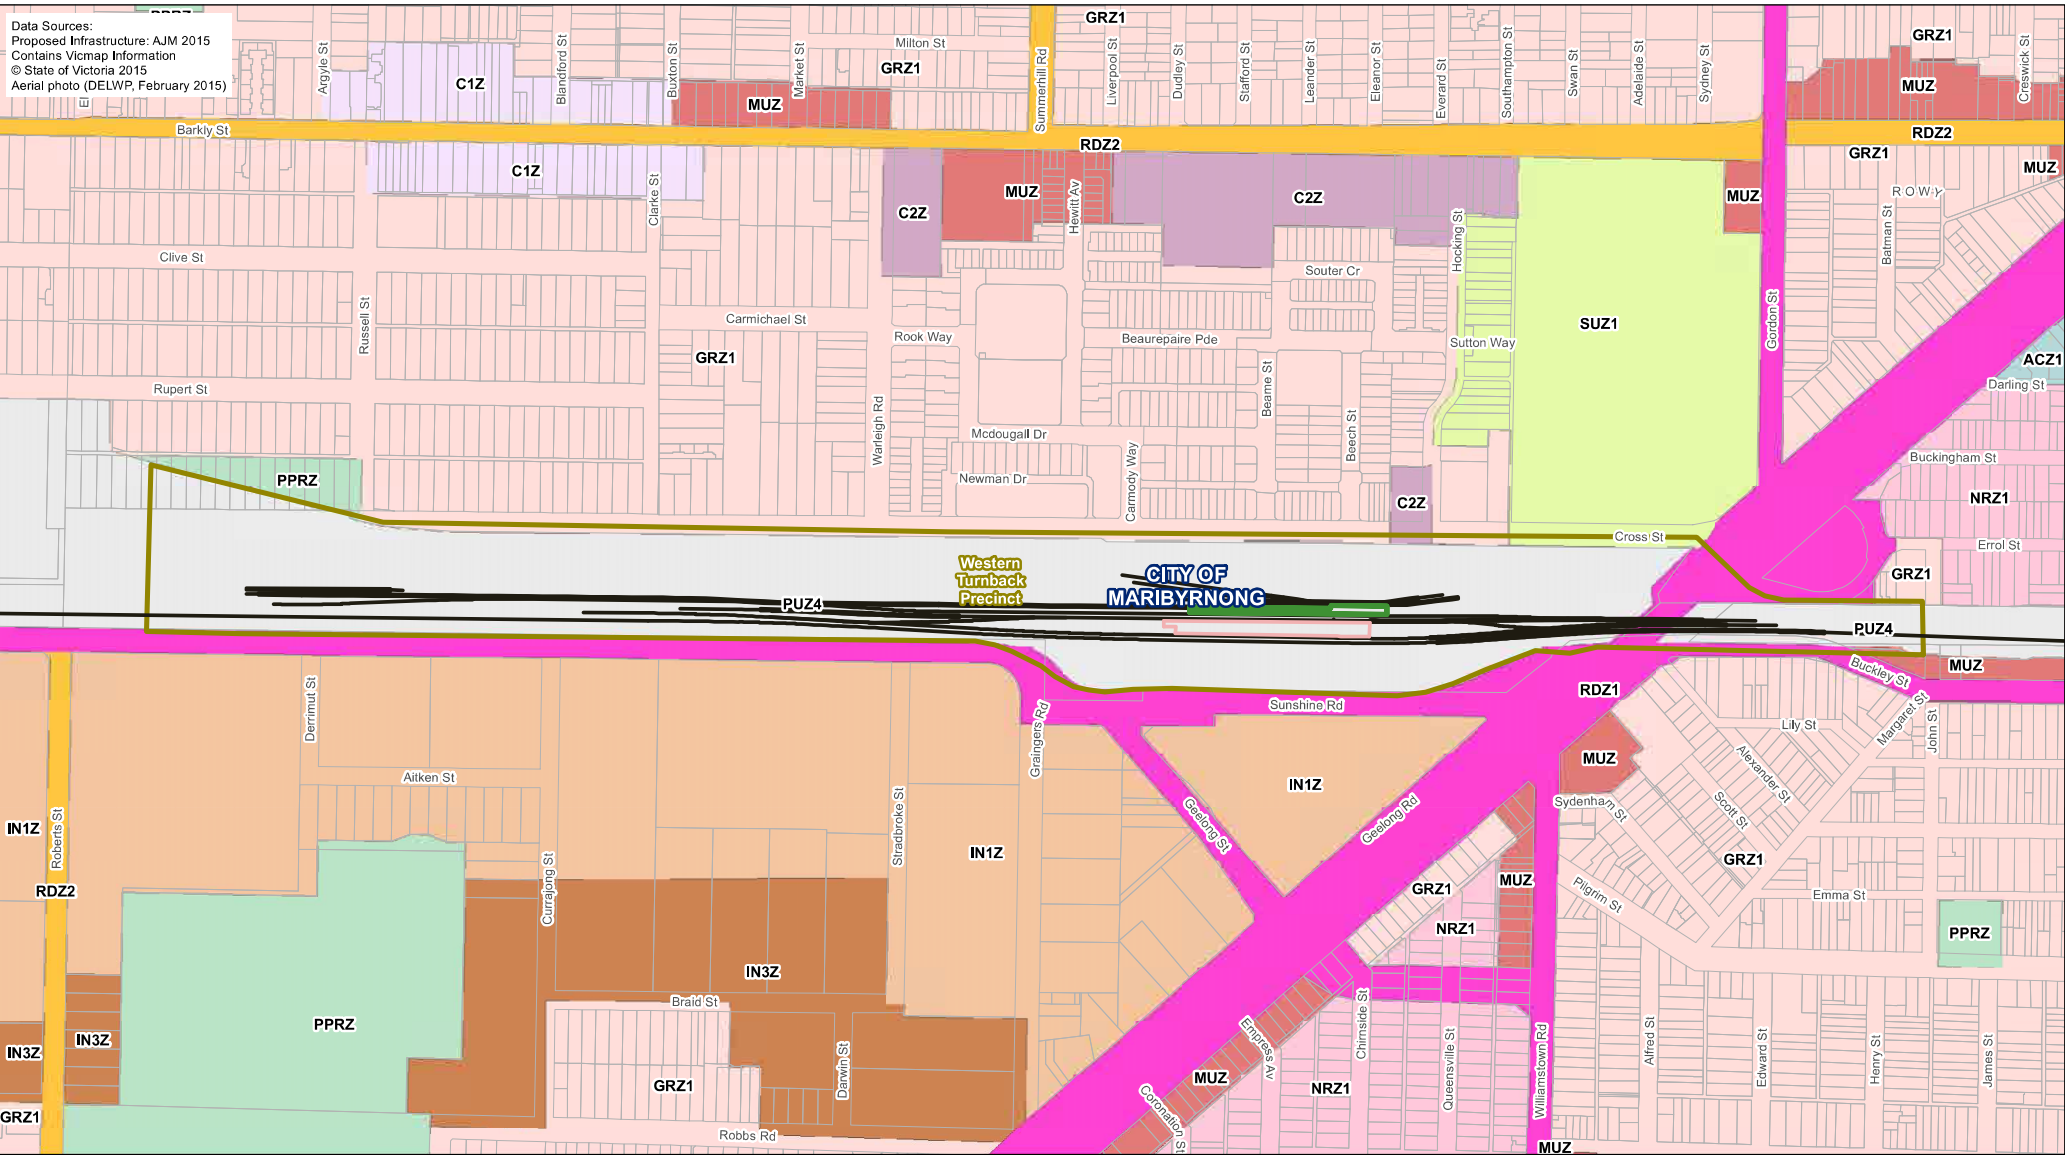 Data Sources:
Proposed Infrastructure: AJM 2015
Contains Vicmap Information
© State of Victoria 2015
Aerial photo (DELWP, February 2015)
GRZ1
Milton St
GRZ1
GRZ1
Argyle St
C1Z
Blandford St
Buxton St
Market St
MUZ
Summerhill Rd
Liverpool St
Dudley St
Stafford St
Leander St
Eleanor St
Everard St
Southampton St
Swan St
Adelaide St
Sydney St
MUZ
Creswick St
Barkly St
RDZ2
RDZ2
GRZ1
C1Z
Clarke St
C2Z
MUZ
Hewitt Av
C2Z
MUZ
MUZ
ROWY
Batman St
Hocking St
Clive St
Souter Cr
Russell St
Carmichael St
Rook Way
Beaurepaire Pde
Sutton Way
SUZ1
Gordon St
ACZ1
GRZ1
Darling St
Rupert St
Bearne St
Warleigh Rd
Mcdougall Dr
Beech St
Buckingham St
PPRZ
Newman Dr
Carmody Way
C2Z
NRZ1
Cross St
Errol St
Western
Turnback
Precinct
CITY OF
MARIBYRNONG
GRZ1
PUZ4
PUZ4
MUZ
Buckley St
Derrimut St
RDZ1
Sunshine Rd
Graingers Rd
Margaret St
John St
Lily St
Aitken St
MUZ
Alexander St
IN1Z
Scott St
Sydenham St
Geelong St
Geelong Rd
IN1Z
Roberts St
Stradbroke St
IN1Z
GRZ1
RDZ2
Currajong St
GRZ1
MUZ
Pilgrim St
Emma St
NRZ1
PPRZ
IN3Z
Braid St
PPRZ
IN3Z
IN3Z
Empress Av
Chirnside St
Queensville St
Williamstown Rd
Alfred St
Edward St
Henry St
James St
Darwin St
GRZ1
MUZ
NRZ1
GRZ1
Coronation St
Robbs Rd
MUZ